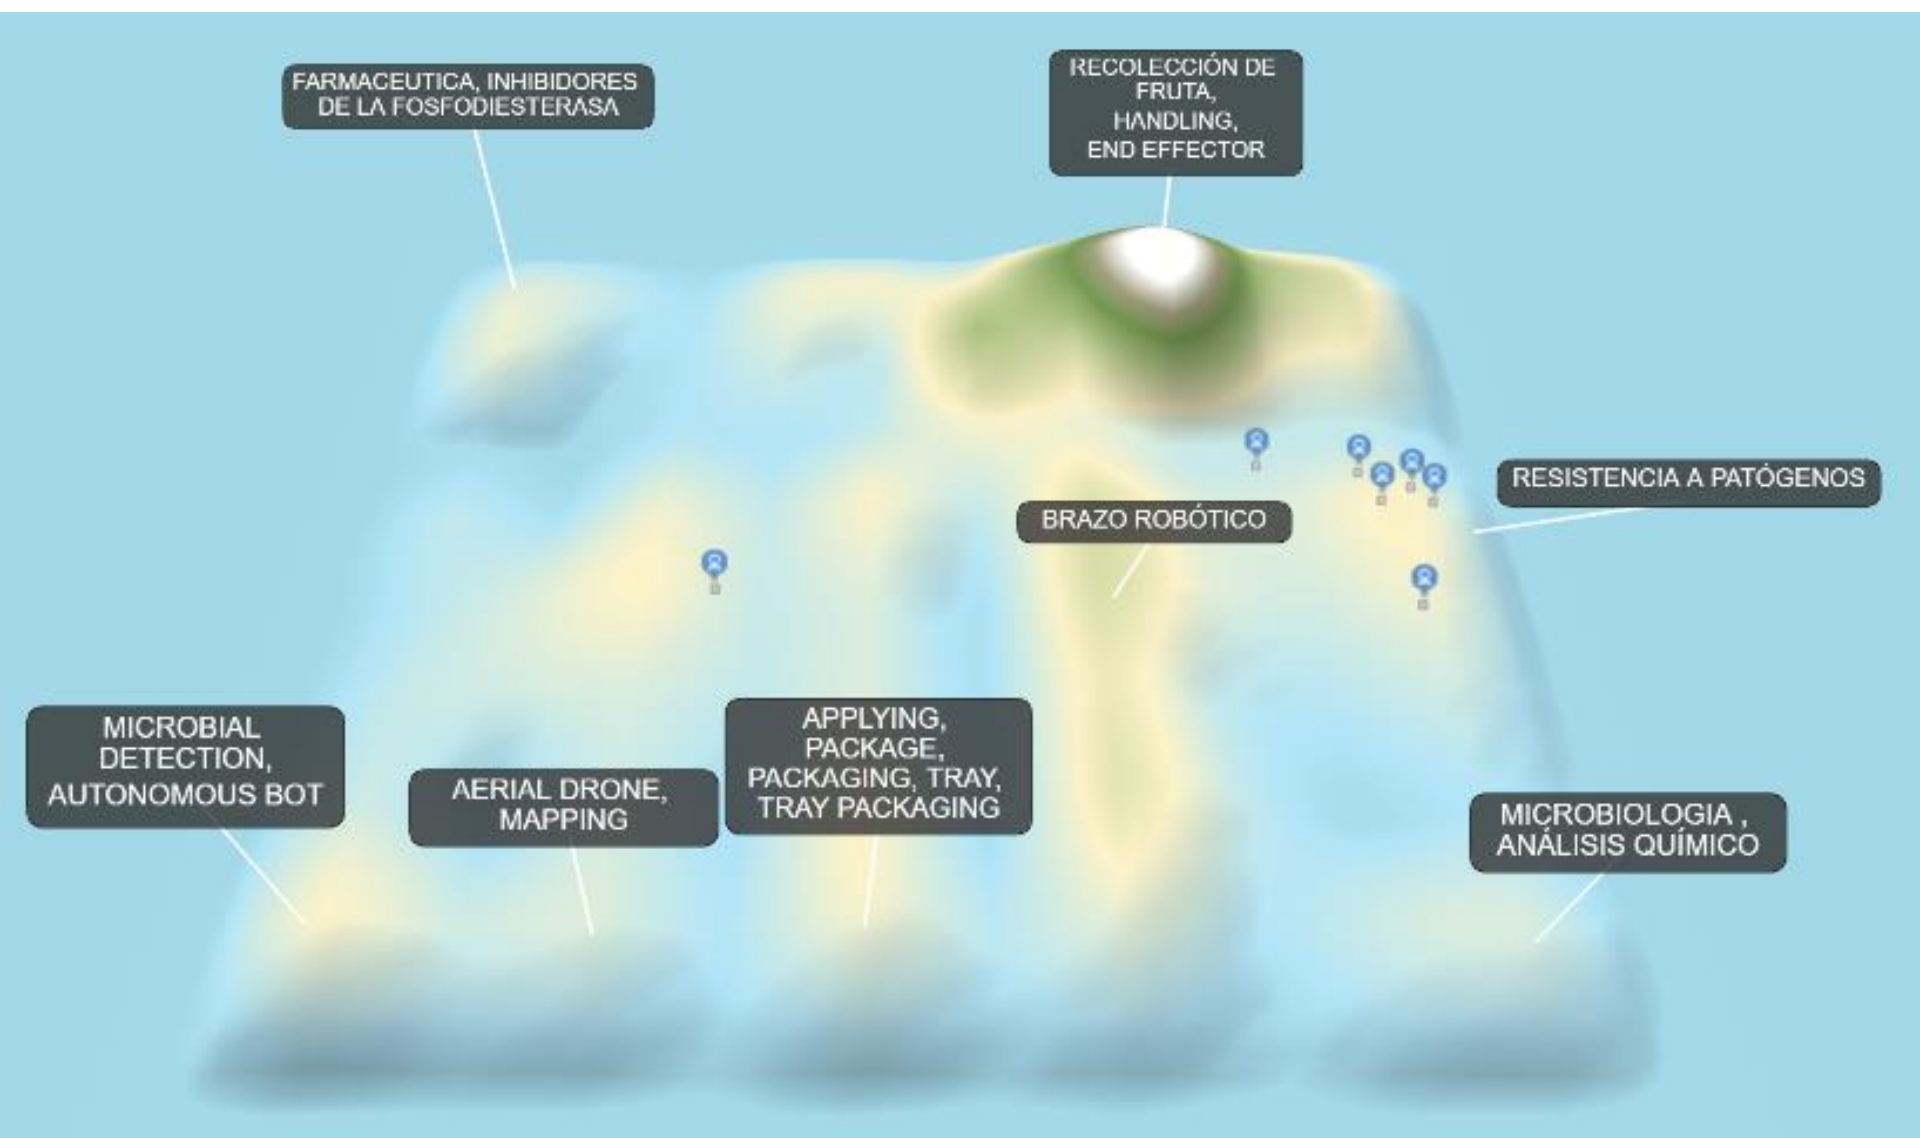 FARMACEUTICA, INHIBIDORES
DE LA FOSFODIESTERASA
RECOLECCIÓN DE
FRUTA,
HANDLING,
END EFFECTOR
RESISTENCIA A PATÓGENOS
BRAZO ROBÓTICO
MICROBIAL
DETECTION,
AUTONOMOUS BOT
AERIAL DRONE,
MAPPING
APPLYING,
PACKAGE,
PACKAGING, TRAY,
TRAY PACKAGING
MICROBIOLOGIA ,
ANÁLISIS QUÍMICO